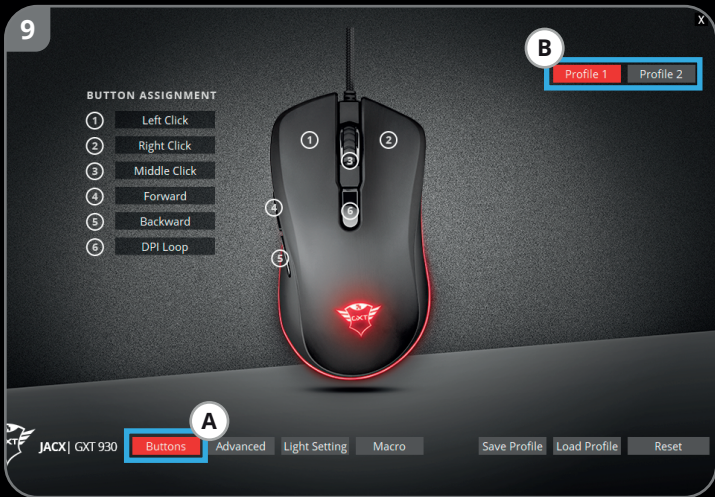 9
X
B
Profile 1 Profile 2
BUTTON ASSIGNMENT
1 Left Click
2 Right Click
3 Middle Click
4 Forward
5 Backward
6 DPI Loop
1
2
3
4
6
5
GXT
A
JACX| GXT 930
Buttons Advanced Light Setting Macro Save Profile Load Profile Reset